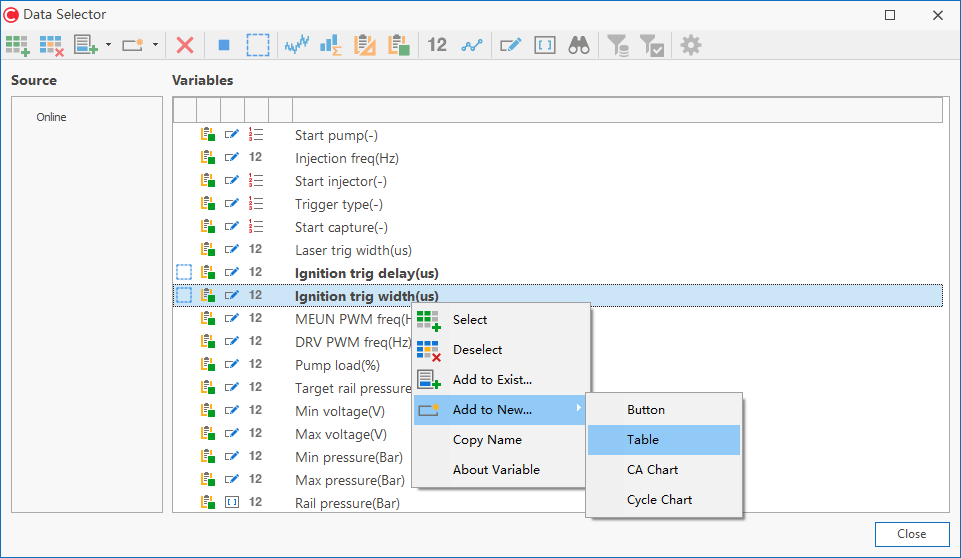 Data Selector
12
Source
Variables
Online
Start pump(-)
12 Injection freq(Hz)
Start injector(-)
Trigger type(-)
Start capture(-)
12 Laser trig width(us)
12 Ignition trig delay(us)
12 Ignition trig width(us)
12 MEUN PWM freq(H
12 DRV PWM freq(Hz)
12 Pump load(%)
12 Target rail pressure
12 Min voltage(V)
12 Max voltage(V)
12 Min pressure(Bar)
12 Max pressure(Bar)
12 Rail pressure(Bar)
Select
Deselect
Add to Exist...
Add to New...
Copy Name
About Variable
Button
Table
CA Chart
Cycle Chart
Close